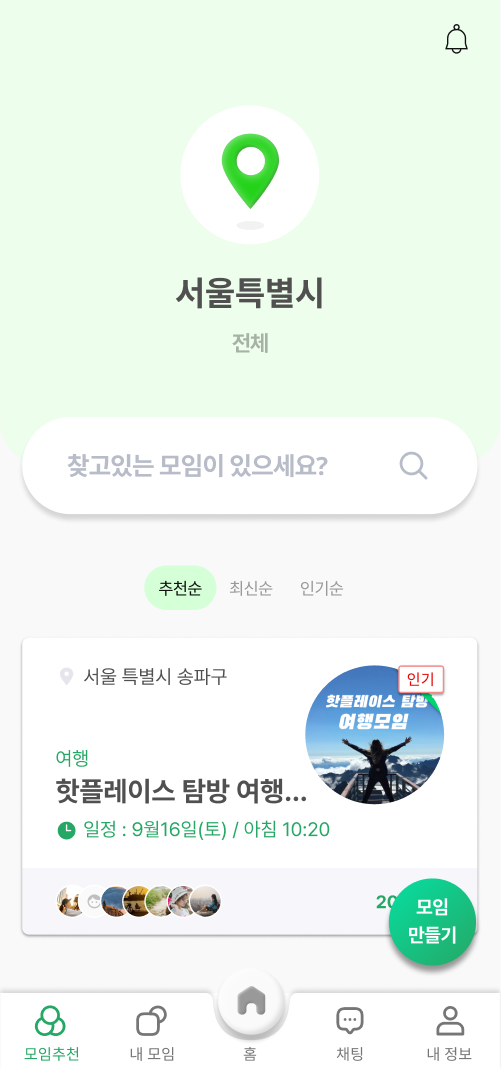 서울특별시
전체
찾고있는 모임이 있으세요?
추천순 최신순 인기순
서울 특별시 송파구
인기
핫플레이스 탐방
여행모임
여행
핫플레이스 탐방 여행...
일정 : 9월16일(토) / 아침 10:20
모임
만들기
모임추천 내 모임 홈 채팅 내 정보